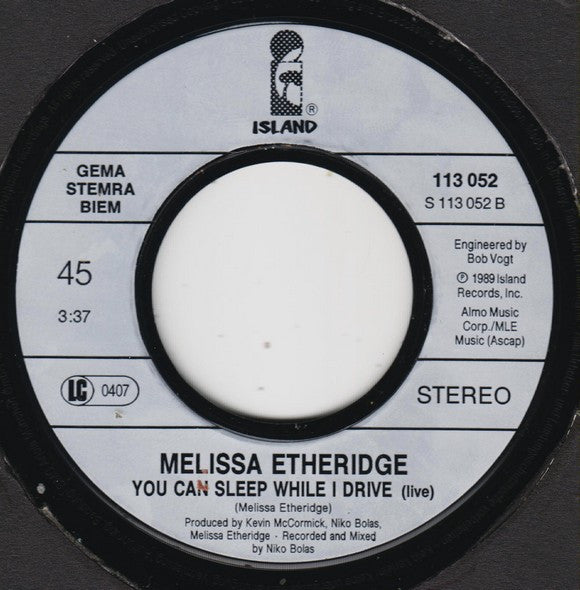 ®
ISLAND
GEMA
STEMRA
BIEM
113 052
S 113 052 B
45
3:37
Engineered by
Bob Vogt
℗ 1989 Island
Records, Inc.
Almo Music
Corp./MLE
Music (Ascap)
LC 0407
STEREO
MELISSA ETHERIDGE
YOU CAN SLEEP WHILE I DRIVE (live)
(Melissa Etheridge)
Produced by Kevin McCormick, Niko Bolas,
Melissa Etheridge · Recorded and Mixed
by Niko Bolas